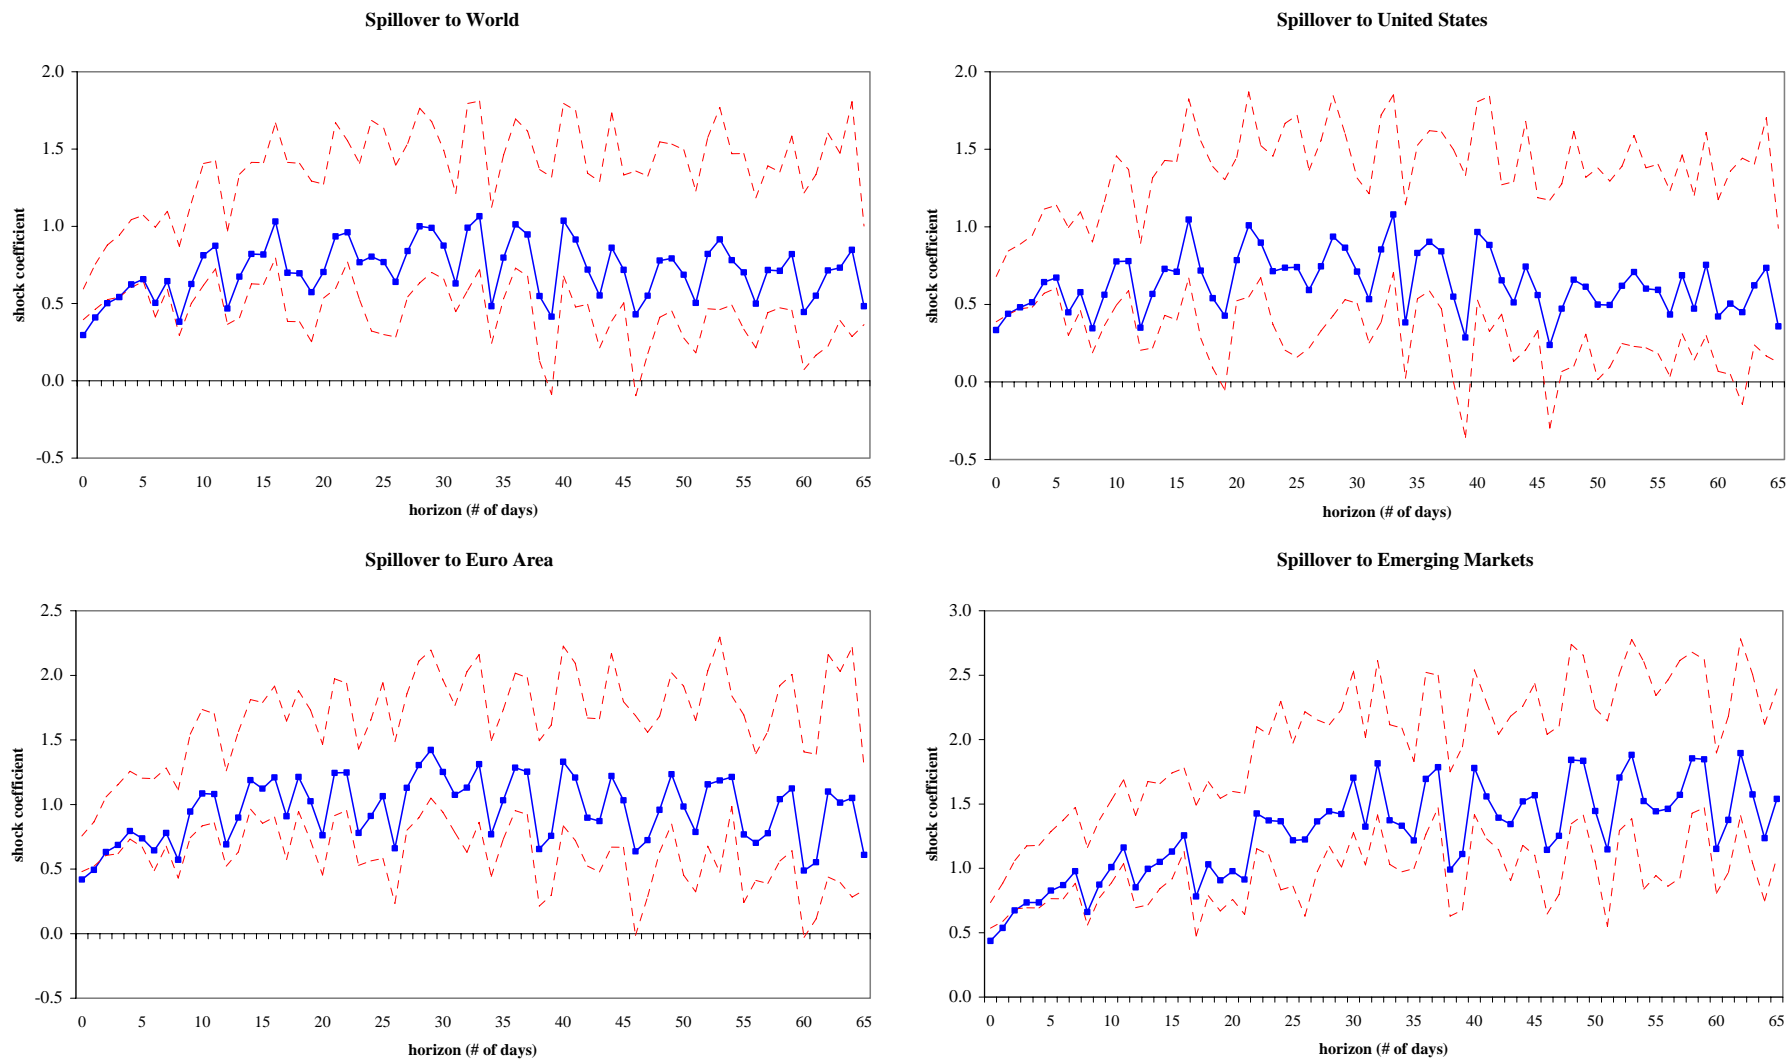 Spillover to World
2.0
1.5
1.0
0.5
0.0
-0.5
shock coefficient
0 5 10 15 20 25 30 35 40 45 50 55 60 65
horizon (# of days)
Spillover to United States
2.0
1.5
1.0
0.5
0.0
-0.5
shock coefficient
0 5 10 15 20 25 30 35 40 45 50 55 60 65
horizon (# of days)
Spillover to Euro Area
2.5
2.0
1.5
1.0
0.5
0.0
-0.5
shock coefficient
0 5 10 15 20 25 30 35 40 45 50 55 60 65
horizon (# of days)
Spillover to Emerging Markets
3.0
2.5
2.0
1.5
1.0
0.5
0.0
shock coefficient
0 5 10 15 20 25 30 35 40 45 50 55 60 65
horizon (# of days)